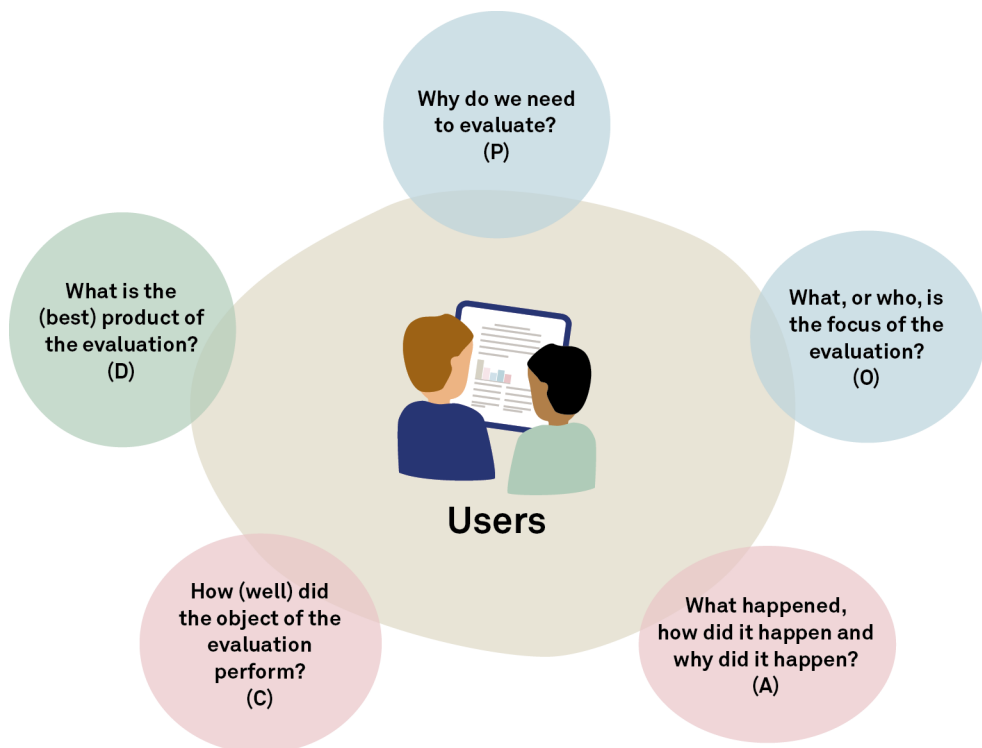 Why do we need
to evaluate?
(P)
What is the
(best) product of
the evaluation?
(D)
What, or who, is
the focus of the
evaluation?
(O)
Users
How (well) did
the object of the
evaluation
perform?
(C)
What happened,
how did it happen and
why did it happen?
(A)